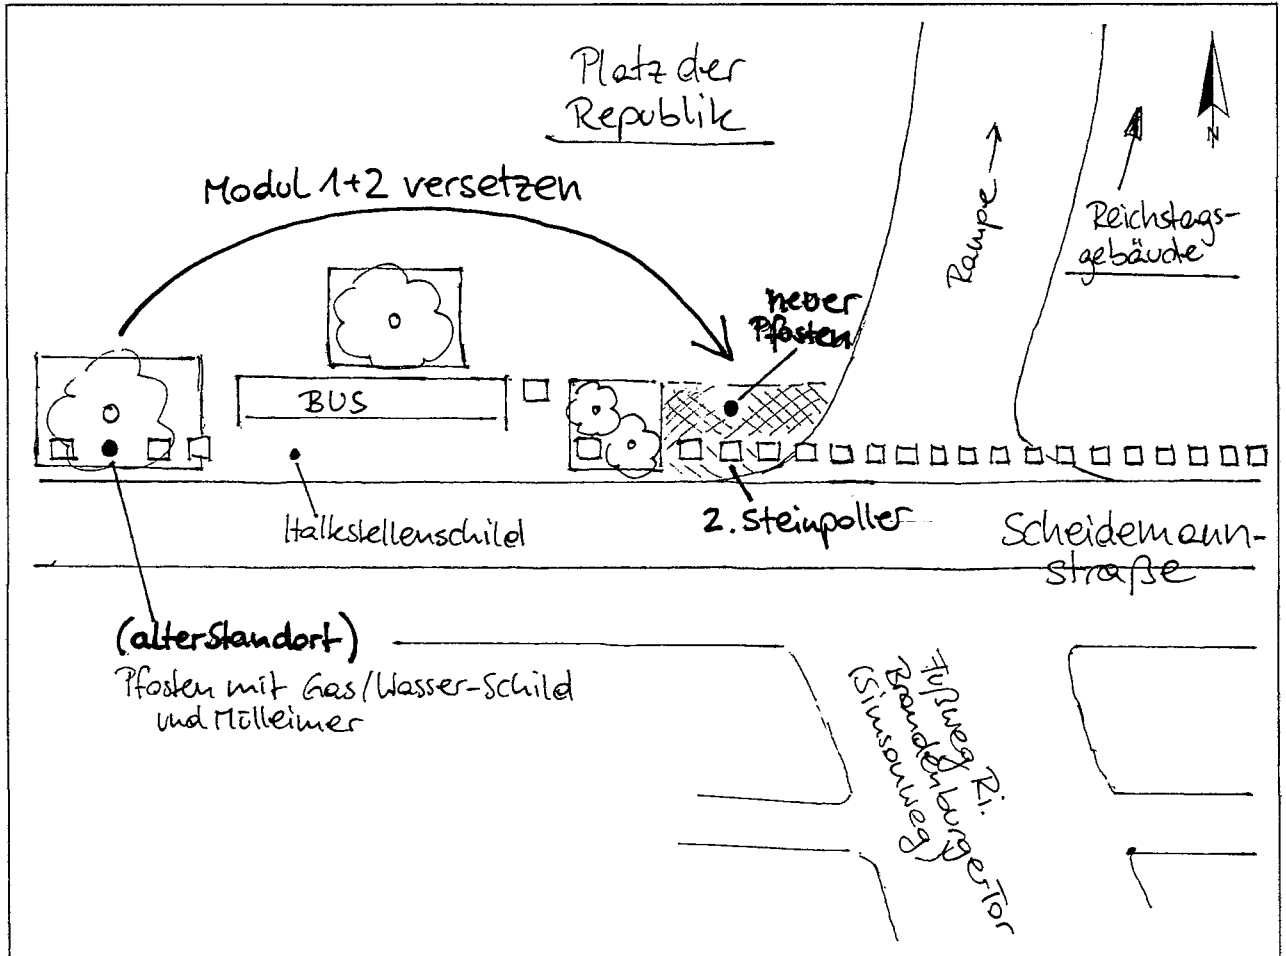 Platz der
Republik
N
Modul 1+2 versetzen
Rampe →
Reichstags-
gebäude
neuer
Pfosten
BUS
2. Steinpoller
Haltestellenschild
Scheidemann-
straße
(alter Standort)
Pfosten mit Gas/Wasser-Schild
und Mülleimer
Fußweg Ri.
Brandenburger Tor
(Simsonweg)